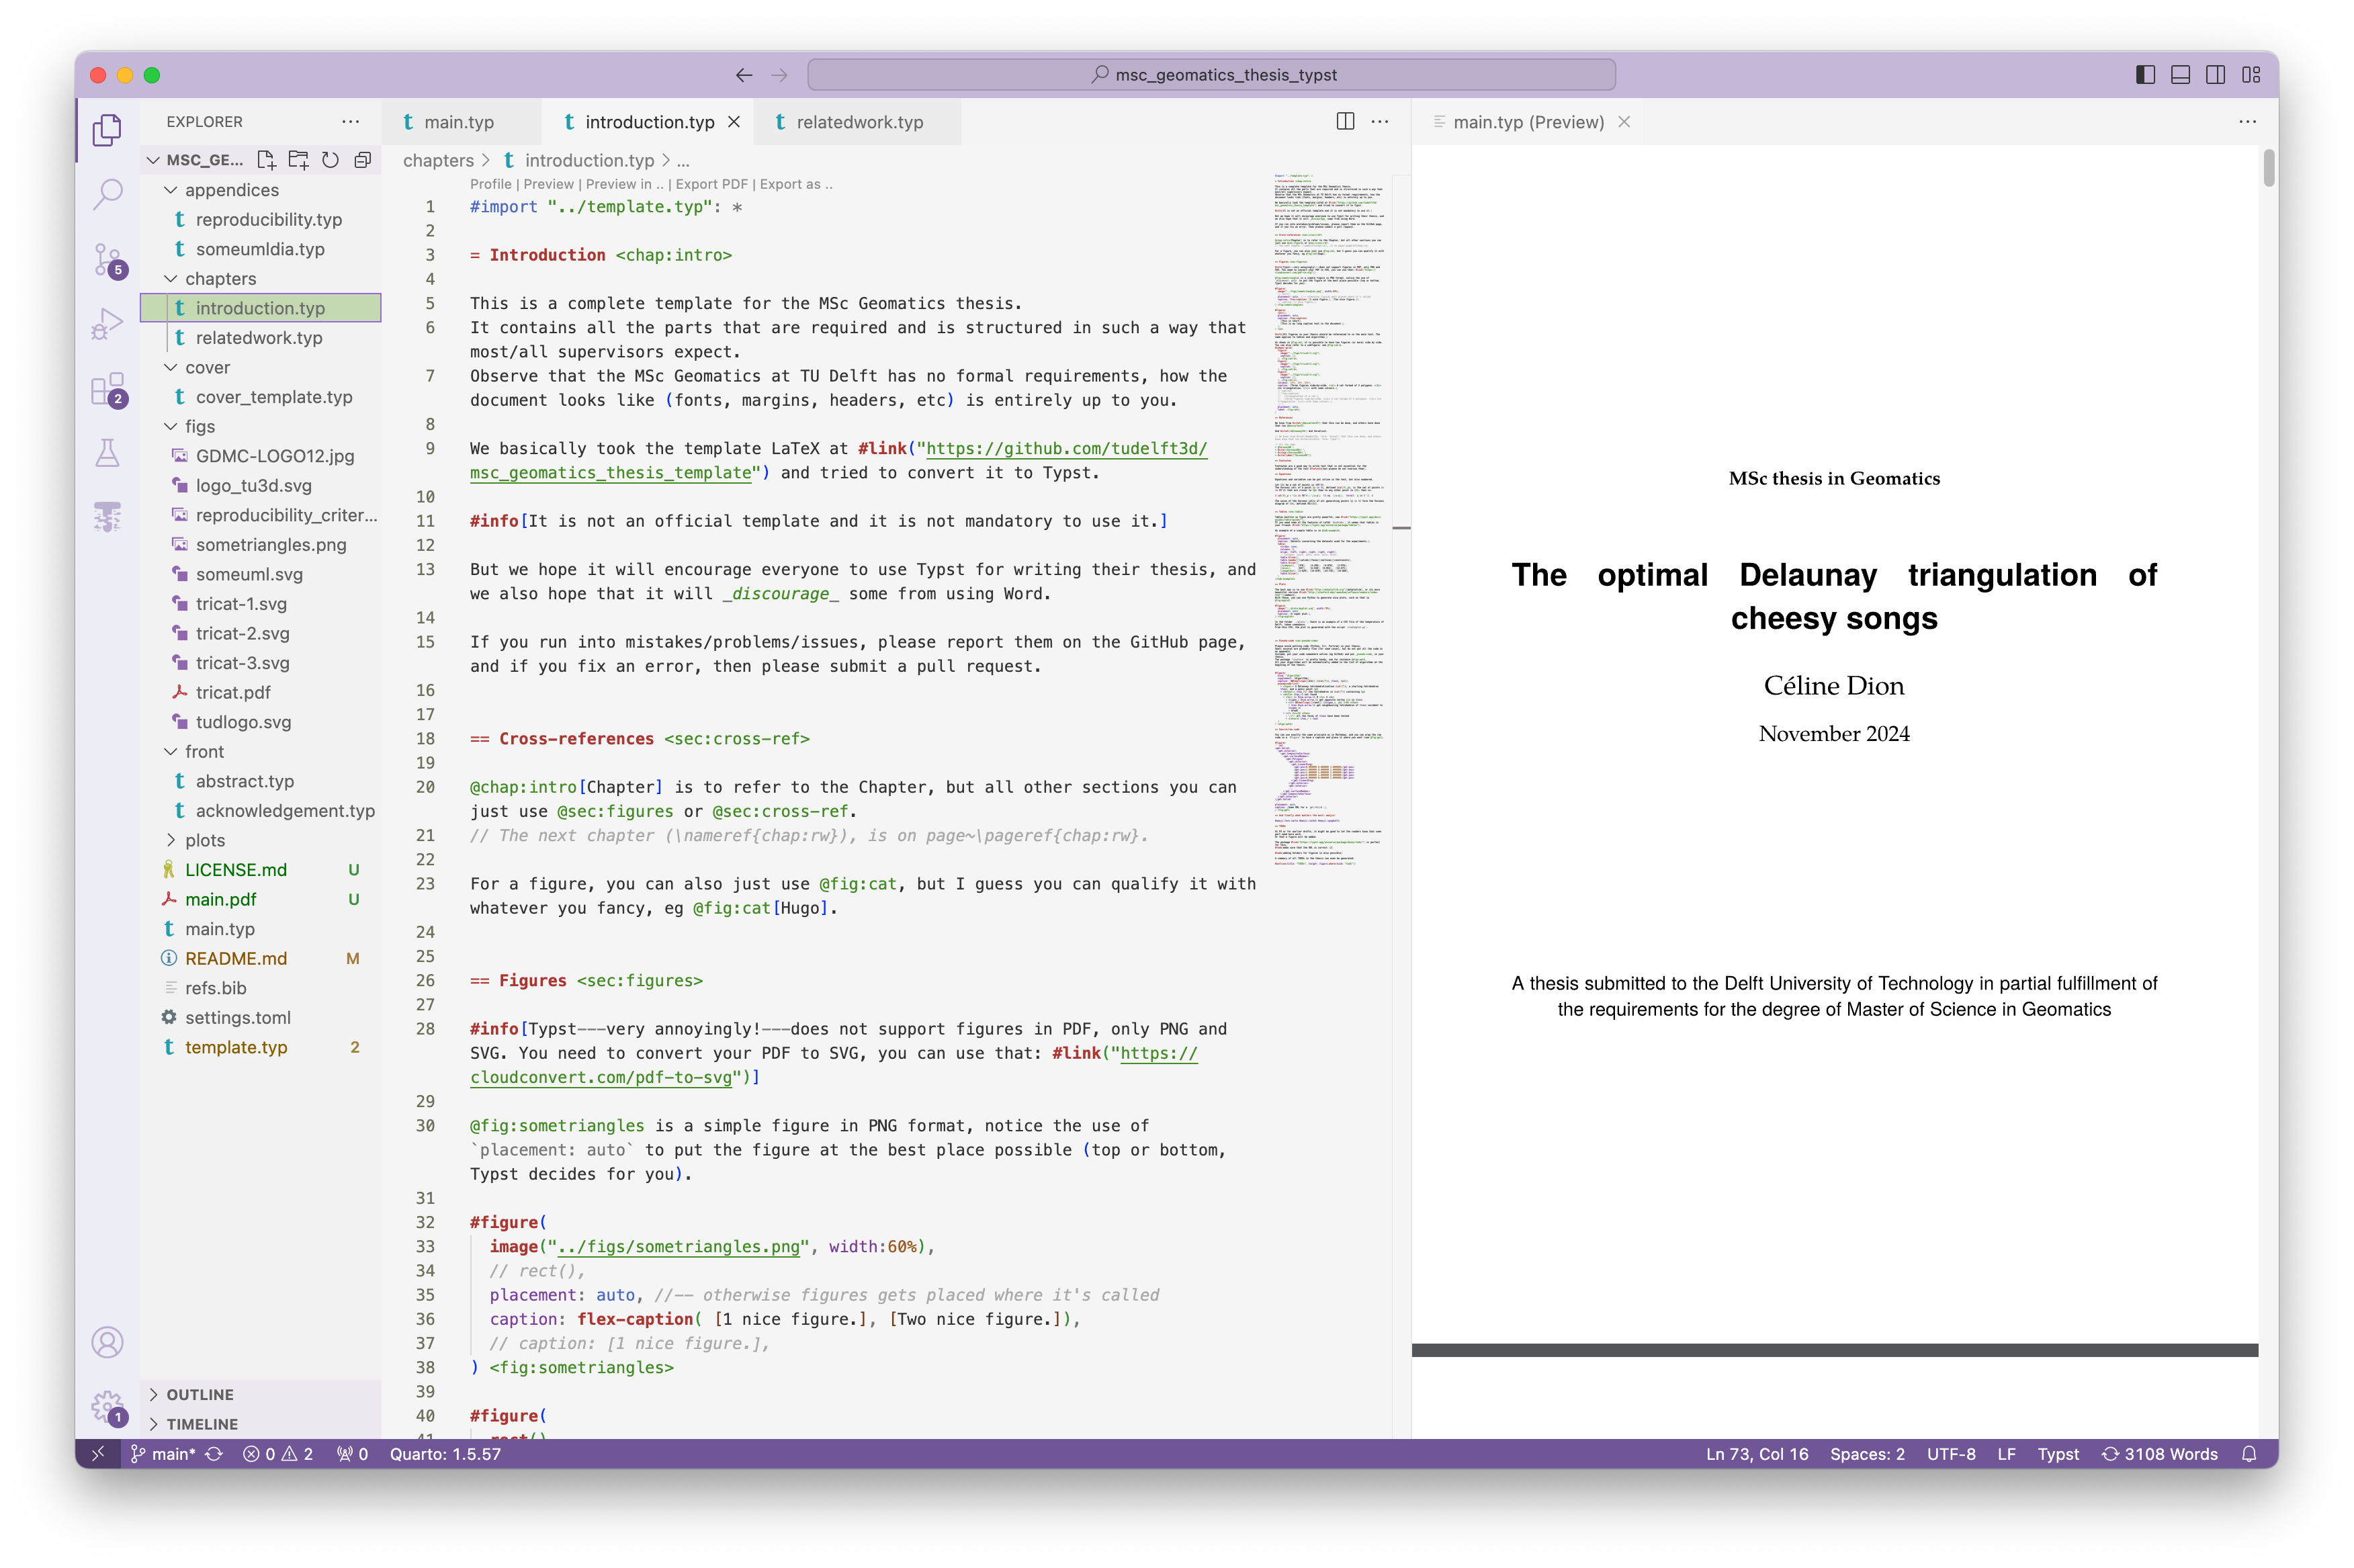 msc_geomatics_thesis_typst
EXPLORER
MSC_GE...
appendices
reproducibility.typ
someumldia.typ
chapters
introduction.typ
relatedwork.typ
cover
cover_template.typ
figs
GDMC-LOGO12.jpg
logo_tu3d.svg
reproducibility_criter...
sometriangles.png
someuml.svg
tricat-1.svg
tricat-2.svg
tricat-3.svg
tricat.pdf
tudlogo.svg
front
abstract.typ
acknowledgement.typ
plots
LICENSE.md U
main.pdf U
main.typ
README.md M
refs.bib
settings.toml
template.typ 2
OUTLINE
TIMELINE
5
2
1
main.typ introduction.typ relatedwork.typ
chapters > introduction.typ > ...
Profile | Preview | Preview in .. | Export PDF | Export as ..
1 #import "../template.typ": *
2
3 = Introduction <chap:intro>
4
5 This is a complete template for the MSc Geomatics thesis.
6 It contains all the parts that are required and is structured in such a way that
most/all supervisors expect.
7 Observe that the MSc Geomatics at TU Delft has no formal requirements, how the
document looks like (fonts, margins, headers, etc) is entirely up to you.
8
9 We basically took the template LaTeX at #link("https://github.com/tudelft3d/
msc_geomatics_thesis_template") and tried to convert it to Typst.
10
11 #info[It is not an official template and it is not mandatory to use it.]
12
13 But we hope it will encourage everyone to use Typst for writing their thesis, and
we also hope that it will _discourage_ some from using Word.
14
15 If you run into mistakes/problems/issues, please report them on the GitHub page,
and if you fix an error, then please submit a pull request.
16
17
18 == Cross-references <sec:cross-ref>
19
20 @chap:intro[Chapter] is to refer to the Chapter, but all other sections you can
just use @sec:figures or @sec:cross-ref.
21 // The next chapter (\nameref{chap:rw}), is on page~\pageref{chap:rw}.
22
23 For a figure, you can also just use @fig:cat, but I guess you can qualify it with
whatever you fancy, eg @fig:cat[Hugo].
24
25
26 == Figures <sec:figures>
27
28 #info[Typst---very annoyingly!---does not support figures in PDF, only PNG and
SVG. You need to convert your PDF to SVG, you can use that: #link("https://
cloudconvert.com/pdf-to-svg")]
29
30 @fig:sometriangles is a simple figure in PNG format, notice the use of
`placement: auto` to put the figure at the best place possible (top or bottom,
Typst decides for you).
31
32 #figure(
33 image("../figs/sometriangles.png", width:60%),
34 // rect(),
35 placement: auto, //-- otherwise figures gets placed where it's called
36 caption: flex-caption( [1 nice figure.], [Two nice figure.]),
37 // caption: [1 nice figure.],
38 ) <fig:sometriangles>
39
40 #figure(
41 rect()
main.typ (Preview)
MSc thesis in Geomatics
The optimal Delaunay triangulation of
cheesy songs
Céline Dion
November 2024
A thesis submitted to the Delft University of Technology in partial fulfillment of
the requirements for the degree of Master of Science in Geomatics
main* 0 2 0 Quarto: 1.5.57
Ln 73, Col 16 Spaces: 2 UTF-8 LF Typst 3108 Words